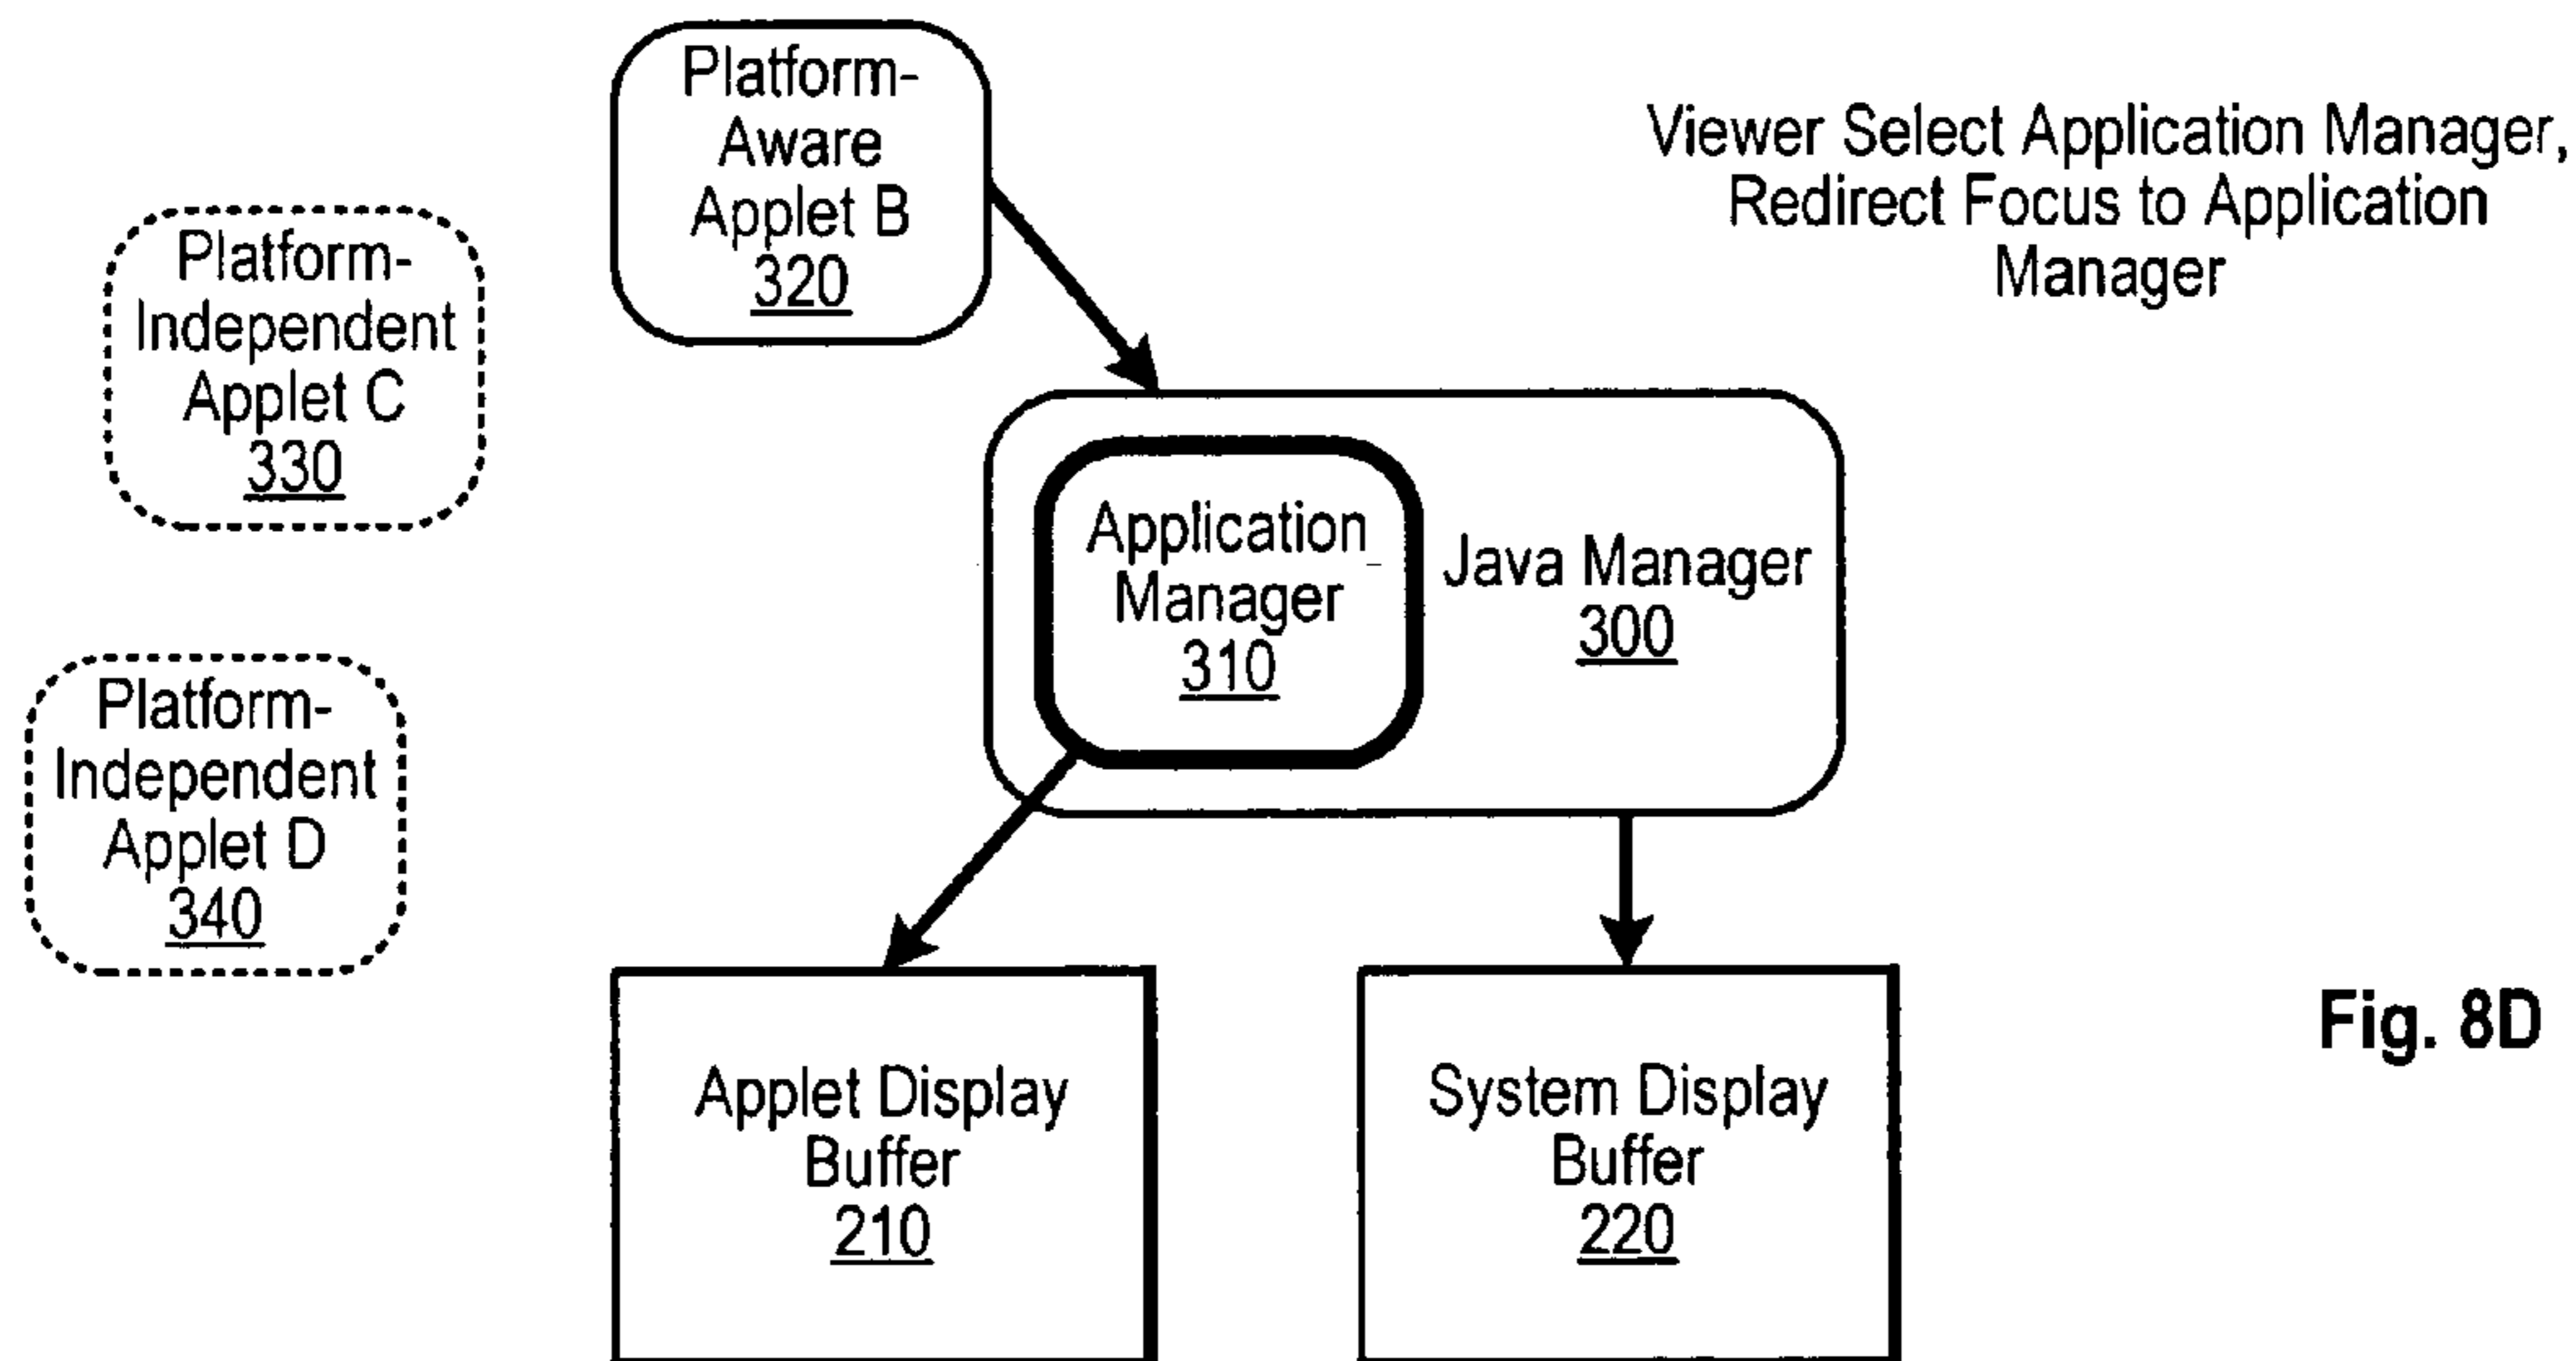 Platform-
Aware
Applet B
320
Viewer Select Application Manager,
Redirect Focus to Application
Manager
Platform-
Independent
Applet C
330
Application
Manager
310
Java Manager
300
Platform-
Independent
Applet D
340
Applet Display
Buffer
210
System Display
Buffer
220
Fig. 8D